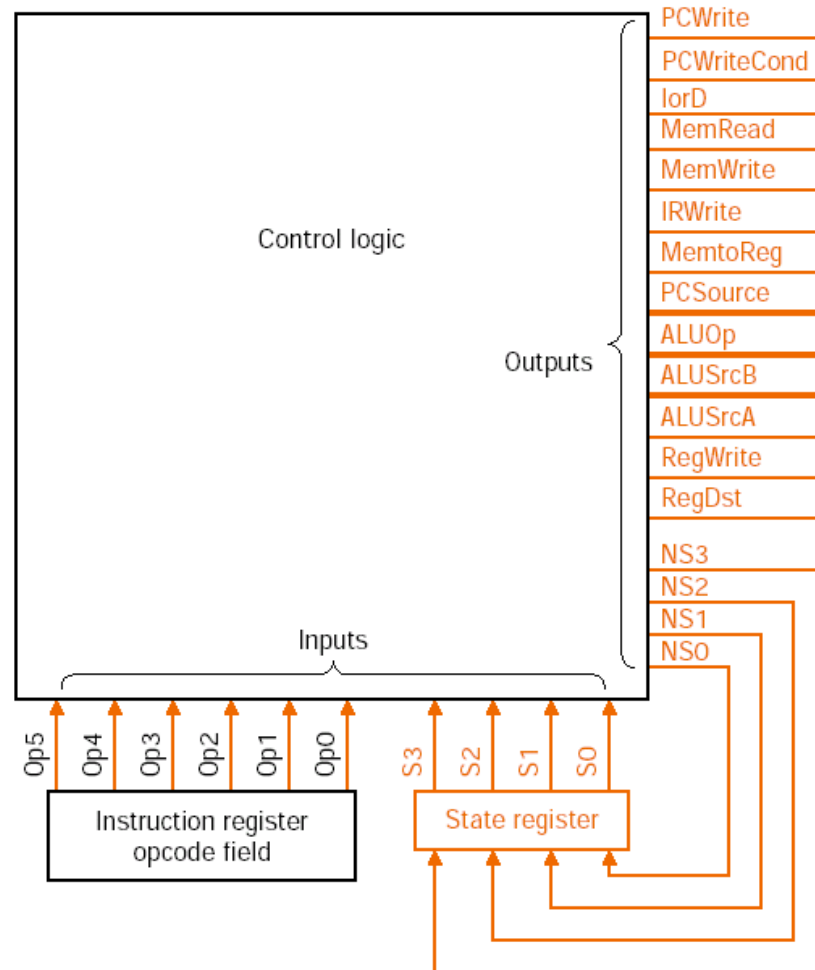 PCWrite
PCWriteCond
IorD
MemRead
MemWrite
IRWrite
MemtoReg
PCSource
ALUOp
ALUSrcB
ALUSrcA
RegWrite
RegDst
NS3
NS2
NS1
NS0
Control logic
Outputs
Inputs
Op5
Op4
Op3
Op2
Op1
Op0
S3
S2
S1
S0
Instruction register
opcode field
State register